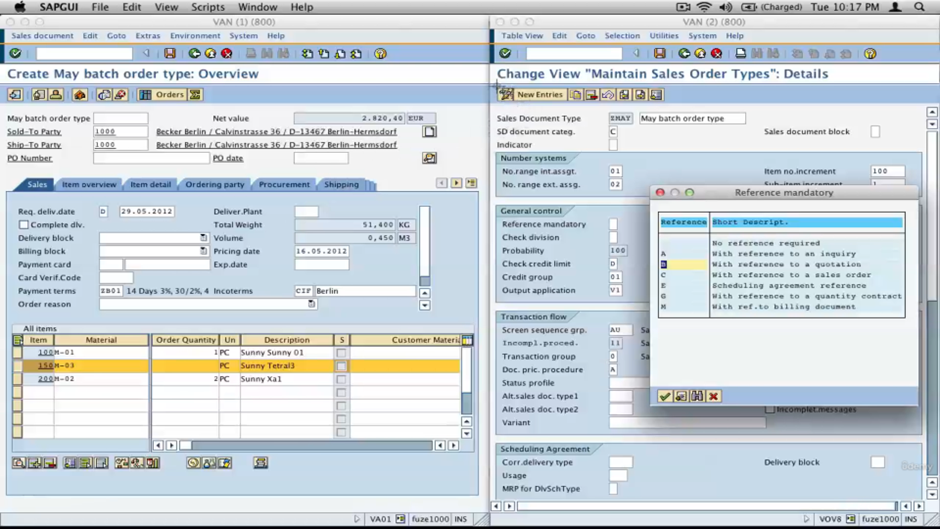 SAPGUI File Edit View System Window Help
(Charged) Tue 10:17 PM
VAN (1) (800)
Sales document Edit Goto Extras Environment System Help
Create May batch order type: Overview
Orders
May batch order type
Net value 2.820,40 EUR
Sold-To Party 1000 Becker Berlin / Calvinstrasse 36 / D-13467 Berlin-Hermsdorf
Ship-To Party 1000 Becker Berlin / Calvinstrasse 36 / D-13467 Berlin-Hermsdorf
PO Number PO date
Sales Item overview Item detail Ordering party Procurement Shipping
Req. deliv.date D 29.05.2012 Deliver.Plant
Complete dlv. Total Weight 51,400 KG
Delivery block Volume 0,450 M3
Billing block Pricing date 16.05.2012
Payment card Exp.date
Card Verif.Code
Payment terms ZB01 14 Days 3%, 30/2%, 4 Incoterms CIF Berlin
Order reason
All items
Item Material Order Quantity Un Description S Customer Materia
100 M-01 1 PC Sunny Sunny 01
150 M-03 PC Sunny Tetral3
200 M-02 2 PC Sunny Xa1
VA01 fuze1000 INS
VAN (2) (800)
Table View Edit Goto Selection Utilities System Help
Change View "Maintain Sales Order Types": Details
New Entries
Sales Document Type ZMAY May batch order type
SD document categ. C Sales document block
Indicator
Number systems
No.range int.assgt. 01 Item no.increment 100
No. range ext. assg. 02 Sub-item increment 1
General control
Reference mandatory
Check division
Probability 100
Check credit limit D
Credit group 01
Output application V1
Transaction flow
Screen sequence grp. AU
Incompl.proced. 11
Transaction group 0
Doc. pric. procedure A
Status profile
Alt.sales doc. type1
Alt.sales doc. type2 Incomplet.messages
Variant
Scheduling Agreement
Corr.delivery type Delivery block
Usage
MRP for DlvSchType
VOV8 fuze1000 INS
Reference mandatory
Reference Short Descript.
No reference required
A With reference to an inquiry
B With reference to a quotation
C With reference to a sales order
E Scheduling agreement reference
G With reference to a quantity contract
M With ref.to billing document
Udemy